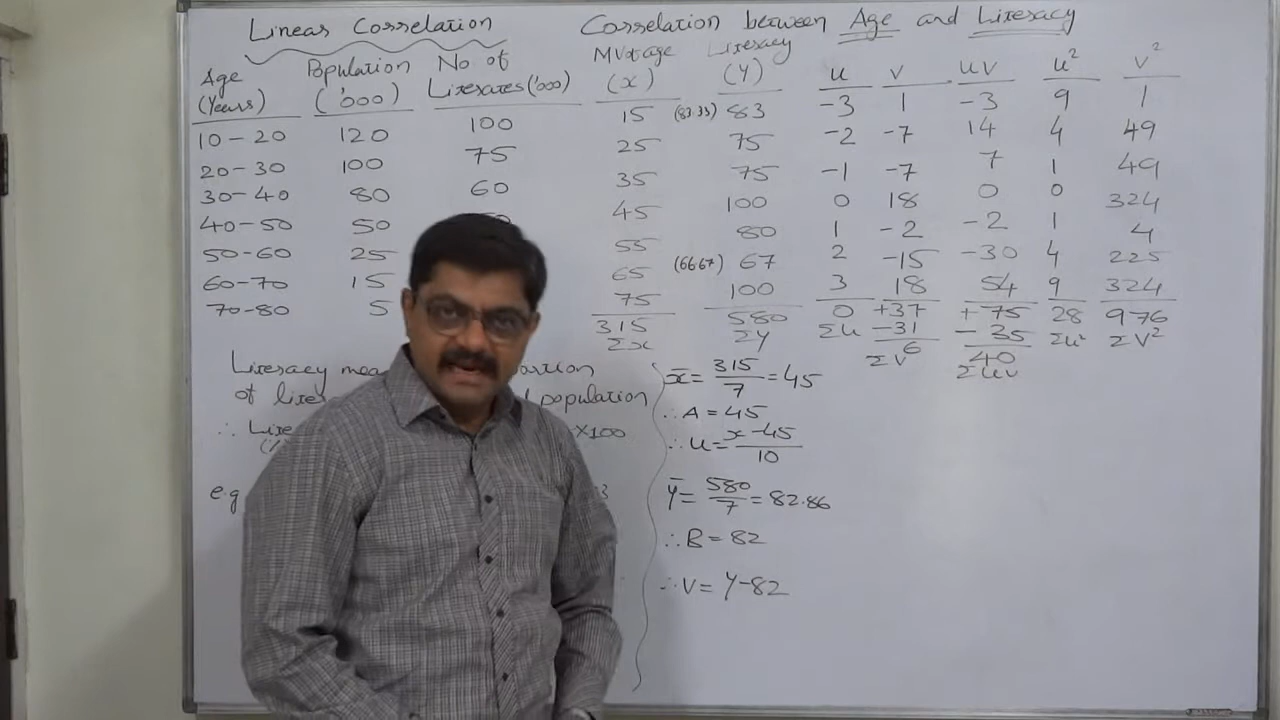 Linear Correlation
Correlation between Age and Literacy
Age (Years) Population ('000) No of Literates ('000) MV of age (x) Literacy (Y) u v uv u² v²
10-20 120 100 15 (83.33) 83 -3 1 -3 9 1
20-30 100 75 25 75 -2 -7 14 4 49
30-40 80 60 35 75 -1 -7 7 1 49
40-50 50 45 100 0 18 0 0 324
50-60 25 55 80 1 -2 -2 1 4
60-70 15 65 (66.67) 67 2 -15 -30 4 225
70-80 5 75 100 3 18 54 9 324
315 580 0 +37 +75 28 976
Σx Σy Σu -31 -35 Σu² Σv²
6 40
Σv Σuv
Literacy
of population
∴ ×100
e.g
x̄ = 315/7 = 45
∴ A = 45
∴ u = x-45/10
ȳ = 580/7 = 82.86
∴ B = 82
∴ v = Y-82